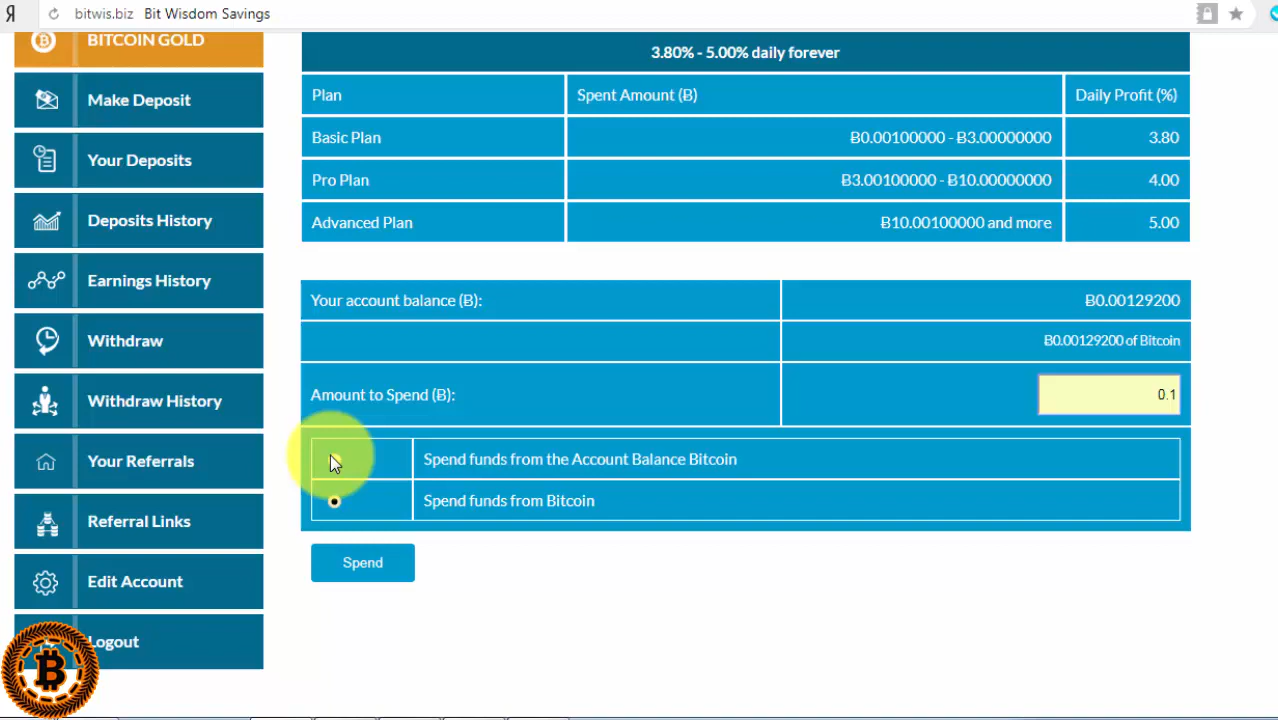 Я bitwis.biz Bit Wisdom Savings
BITCOIN GOLD
Make Deposit
Your Deposits
Deposits History
Earnings History
Withdraw
Withdraw History
Your Referrals
Referral Links
Edit Account
Logout
3.80% - 5.00% daily forever
Plan Spent Amount (Ƀ) Daily Profit (%)
Basic Plan Ƀ0.00100000 - Ƀ3.00000000 3.80
Pro Plan Ƀ3.00100000 - Ƀ10.00000000 4.00
Advanced Plan Ƀ10.00100000 and more 5.00
Your account balance (Ƀ): Ƀ0.00129200
Ƀ0.00129200 of Bitcoin
Amount to Spend (Ƀ): 0.1
Spend funds from the Account Balance Bitcoin
Spend funds from Bitcoin
Spend